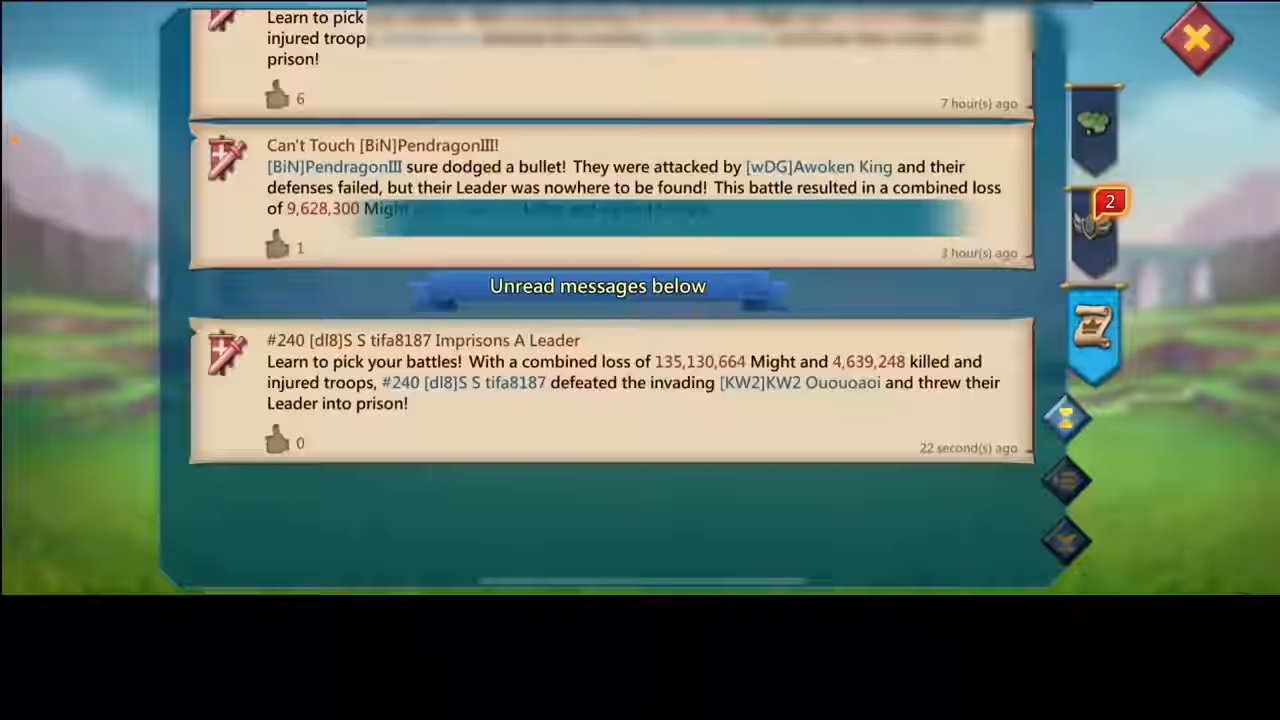 Learn to pick
injured troop
prison!
6
7 hour(s) ago
2
Can't Touch [BiN]PendragonIII!
[BiN]PendragonIII sure dodged a bullet! They were attacked by [wDG]Awoken King and their
defenses failed, but their Leader was nowhere to be found! This battle resulted in a combined loss
of 9,628,300 Might
1
3 hour(s) ago
Unread messages below
#240 [dl8]S S tifa8187 Imprisons A Leader
Learn to pick your battles! With a combined loss of 135,130,664 Might and 4,639,248 killed and
injured troops, #240 [dl8]S S tifa8187 defeated the invading [KW2]KW2 Ououoaoi and threw their
Leader into prison!
0
22 second(s) ago